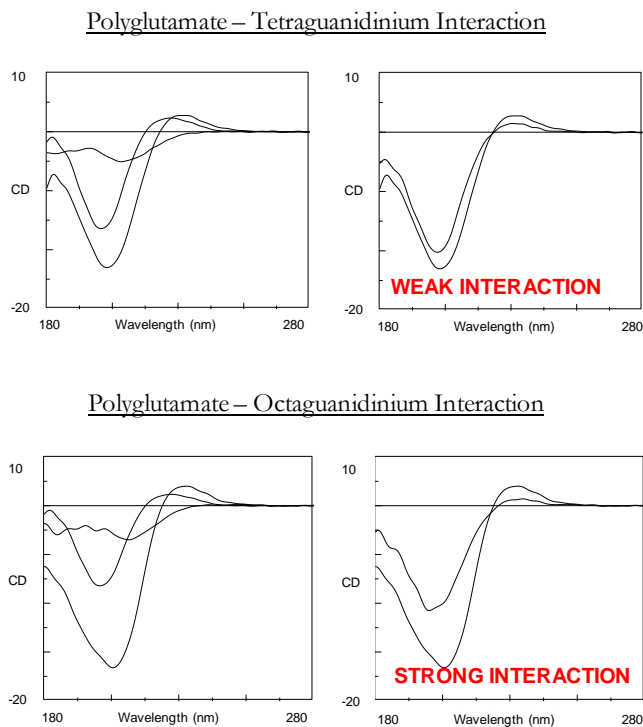 Polyglutamate – Tetraguanidinium Interaction
10
CD
-20
180
Wavelength (nm)
280
10
CD
-20
180
Wavelength (nm)
280
WEAK INTERACTION
Polyglutamate – Octaguanidinium Interaction
10
CD
-20
180
Wavelength (nm)
280
10
CD
-20
180
Wavelength (nm)
280
STRONG INTERACTION